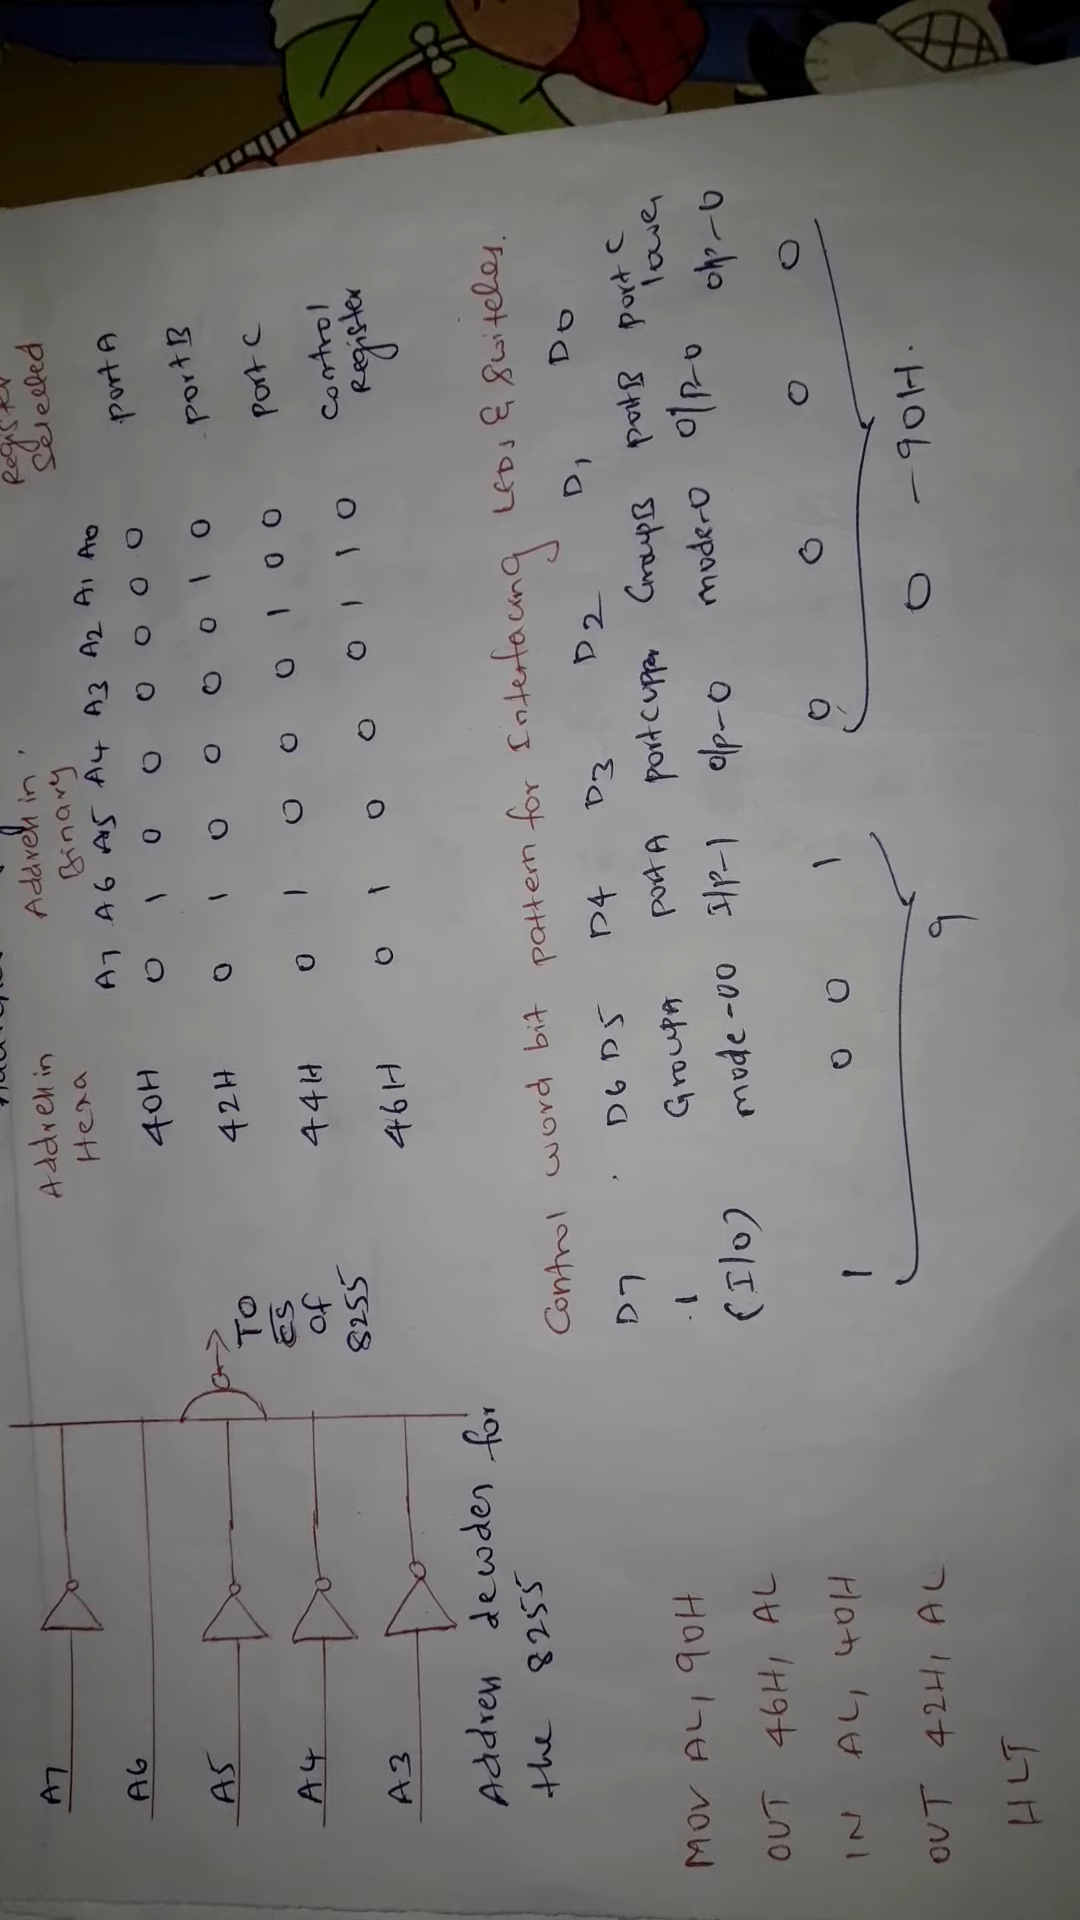 A7
A6
A5
A4
A3
TO
CS
of
8255
Address decoder for
the 8255
Address in
Hexa
Address in
Binary
Register
Selected
A7 A6 A5 A4 A3 A2 A1 A0
40H 0 1 0 0 0 0 0 0 port A
42H 0 1 0 0 0 0 1 0 port B
44H 0 1 0 0 0 1 0 0 port C
46H 0 1 0 0 0 1 1 0 control
Register
Control word bit pattern for Interfacing LEDs & Switches.
D7 D6 D5 D4 D3 D2 D1 D0
1 Group A port A port C upper Group B port B port C
lower
(I/O) mode-00 I/P-1 O/P-0 mode-0 O/P-0 O/P-0
1 0 0 1 0 0 0 0
9 0 - 90H.
MOV AL, 90H
OUT 46H, AL
IN AL, 40H
OUT 42H, AL
HLT